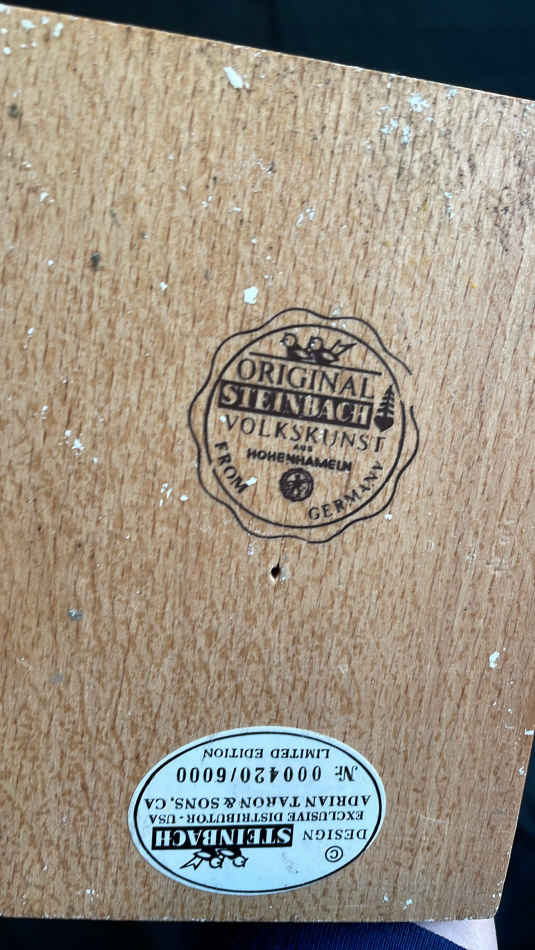 ORIGINAL
STEINBACH
VOLKSKUNST
AUS
HOHENHAMELN
FROM GERMANY
© DESIGN
STEINBACH
EXCLUSIVE DISTRIBUTOR - USA
ADRIAN TARON & SONS, CA
Nr. 000420/6000
LIMITED EDITION